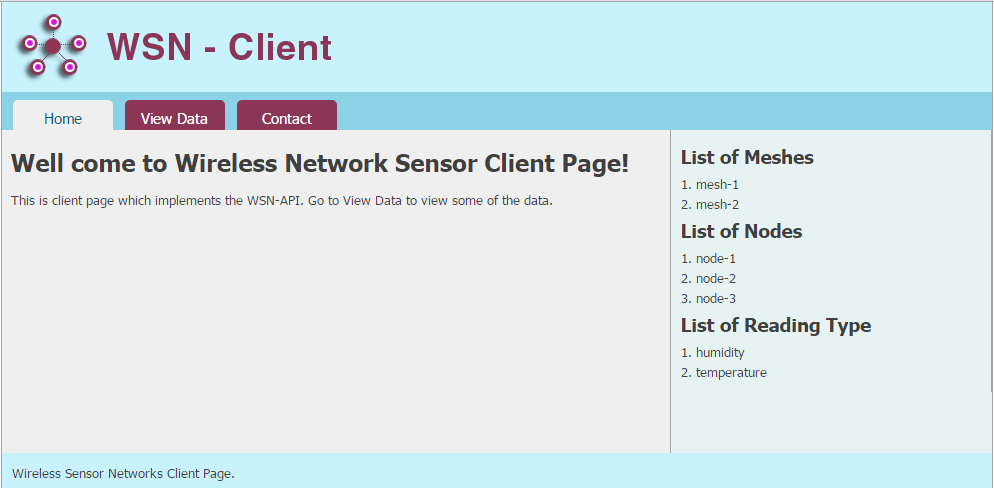 WSN - Client
Home
View Data
Contact
Well come to Wireless Network Sensor Client Page!
This is client page which implements the WSN-API. Go to View Data to view some of the data.
List of Meshes
1. mesh-1
2. mesh-2
List of Nodes
1. node-1
2. node-2
3. node-3
List of Reading Type
1. humidity
2. temperature
Wireless Sensor Networks Client Page.